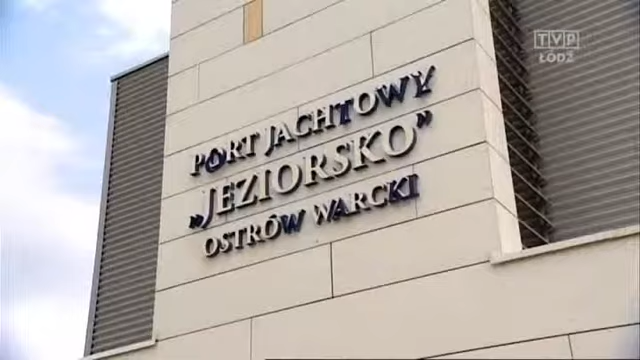 TVP
ŁÓDŹ
PORT JACHTOWY
„JEZIORSKO”
OSTRÓW WARCKI